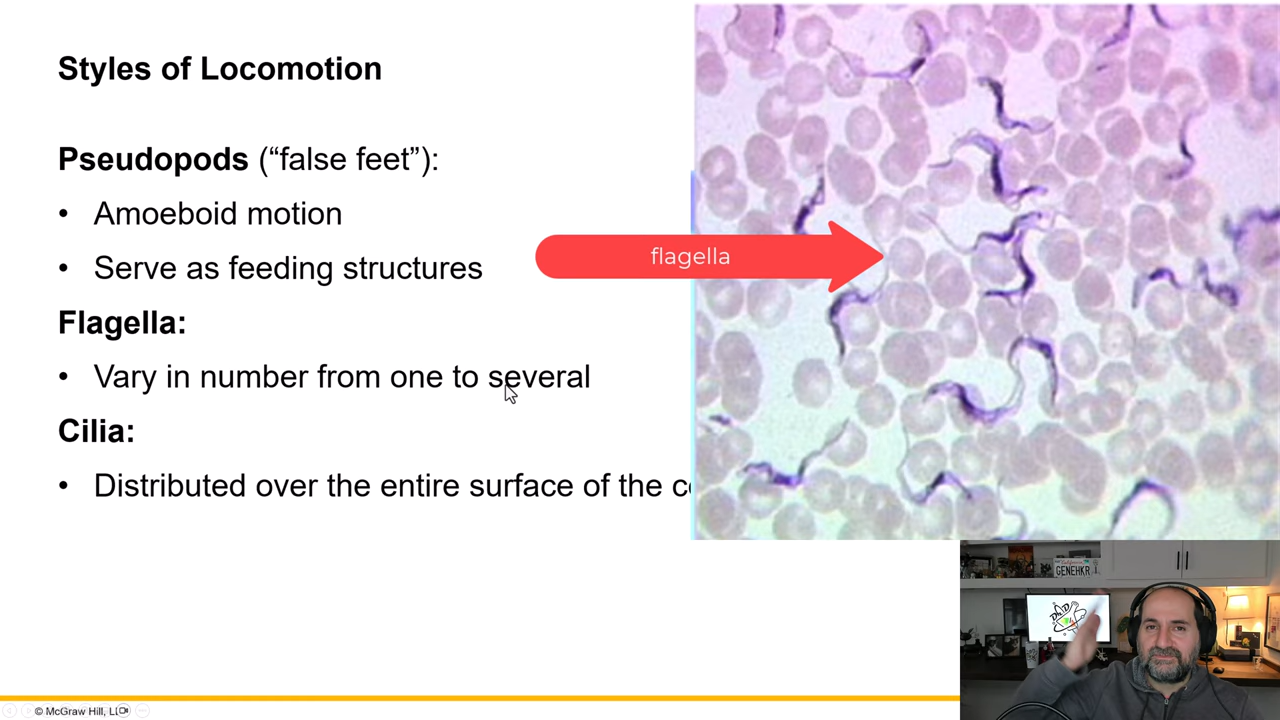 Styles of Locomotion
Pseudopods (“false feet”):
• Amoeboid motion
• Serve as feeding structures
flagella
Flagella:
• Vary in number from one to several
Cilia:
• Distributed over the entire surface of the
GENEHKR
© McGraw Hill,